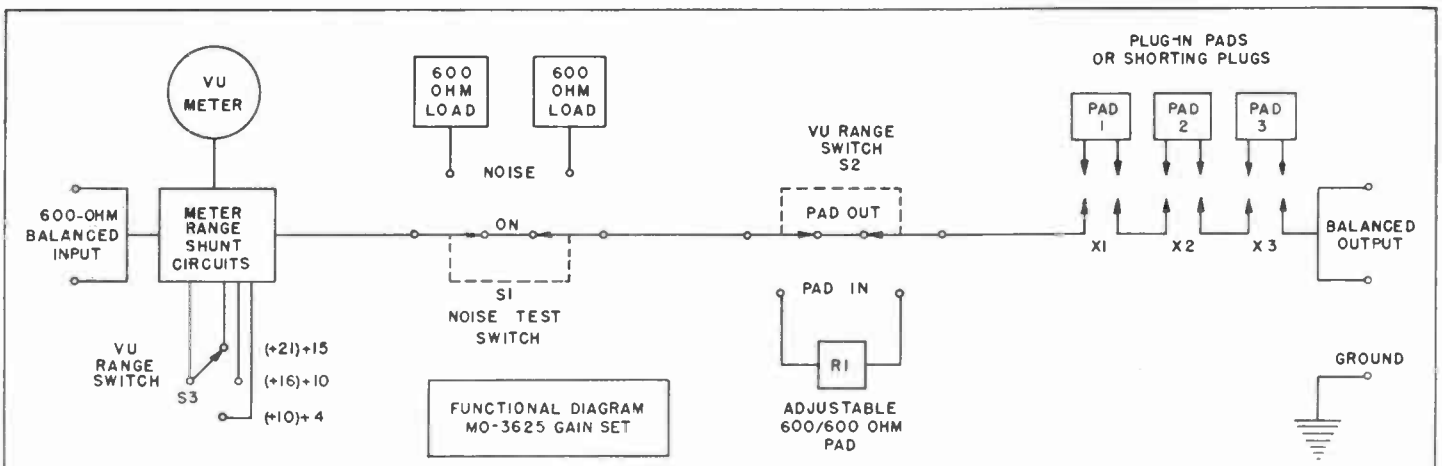 VU
METER
600
OHM
LOAD
600
OHM
LOAD
NOISE
PLUG-IN PADS
OR SHORTING PLUGS
PAD
1
PAD
2
PAD
3
VU RANGE
SWITCH
S2
PAD OUT
600-OHM
BALANCED
INPUT
METER
RANGE
SHUNT
CIRCUITS
ON
S1
NOISE TEST
SWITCH
X1
X2
X3
BALANCED
OUTPUT
PAD IN
R1
ADJUSTABLE
600/600 OHM
PAD
VU
RANGE
SWITCH
S3
(+21)+15
(+16)+10
(+10)+4
FUNCTIONAL DIAGRAM
MO-3625 GAIN SET
GROUND